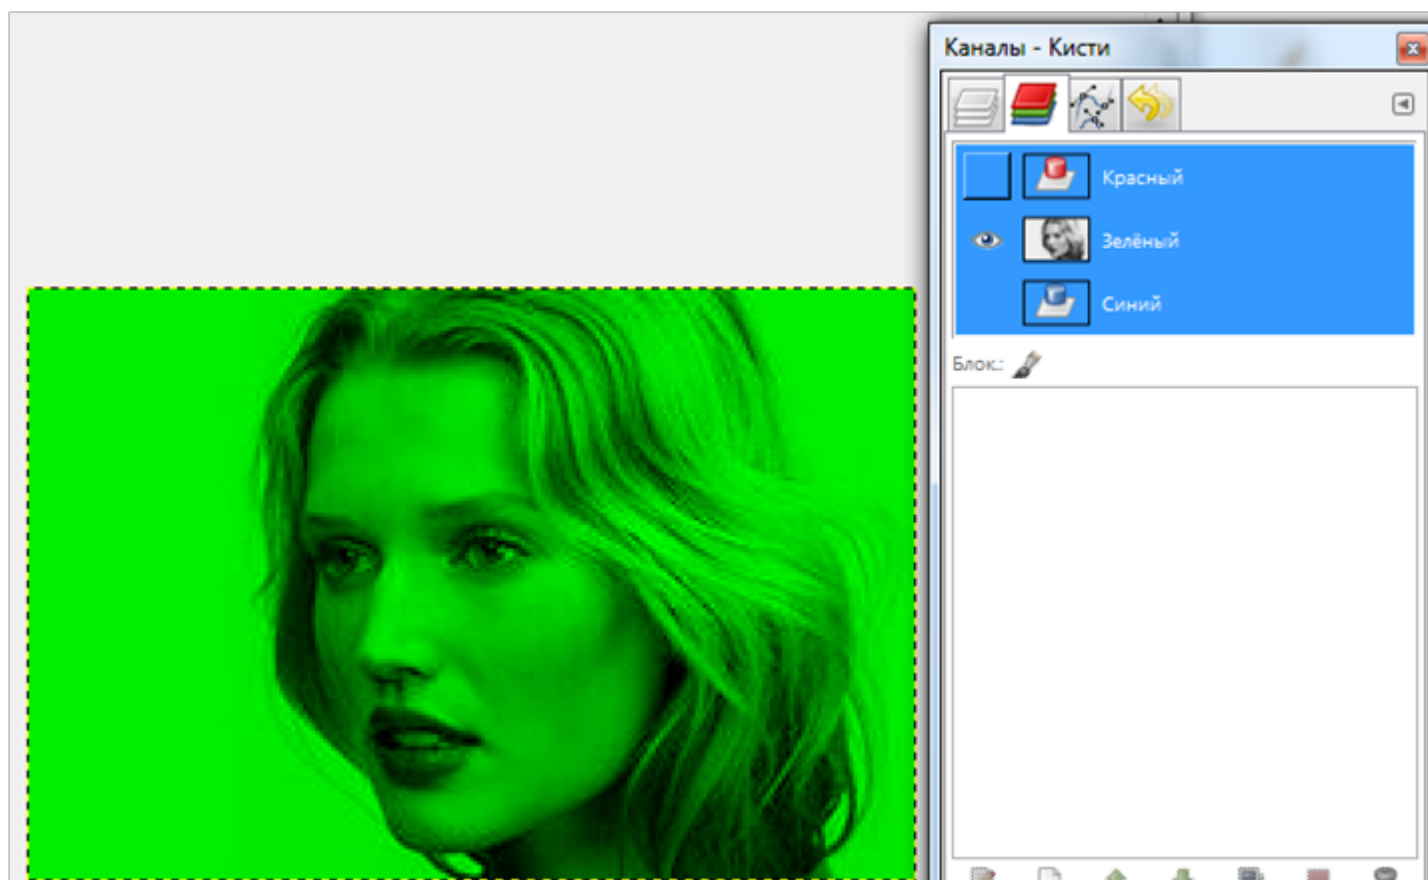 Каналы - Кисти
Красный
Зелёный
Синий
Блок.: